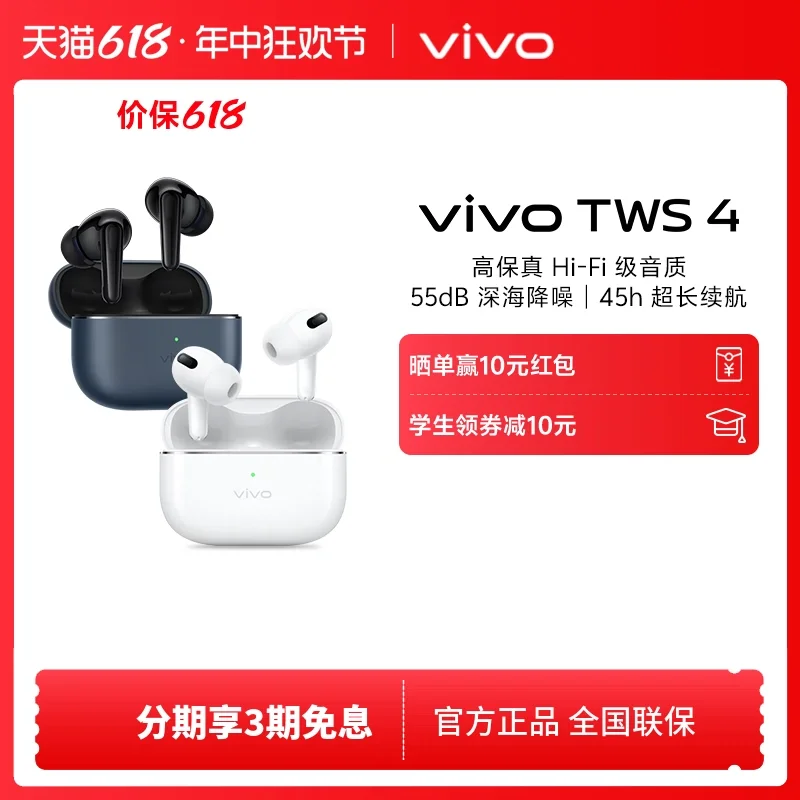 天猫618·年中狂欢节 | vivo
价保618
vivo TWS 4
高保真 Hi-Fi 级音质
55dB 深海降噪｜45h 超长续航
晒单赢10元红包
¥
学生领券减10元
vivo
分期享3期免息
官方正品 全国联保